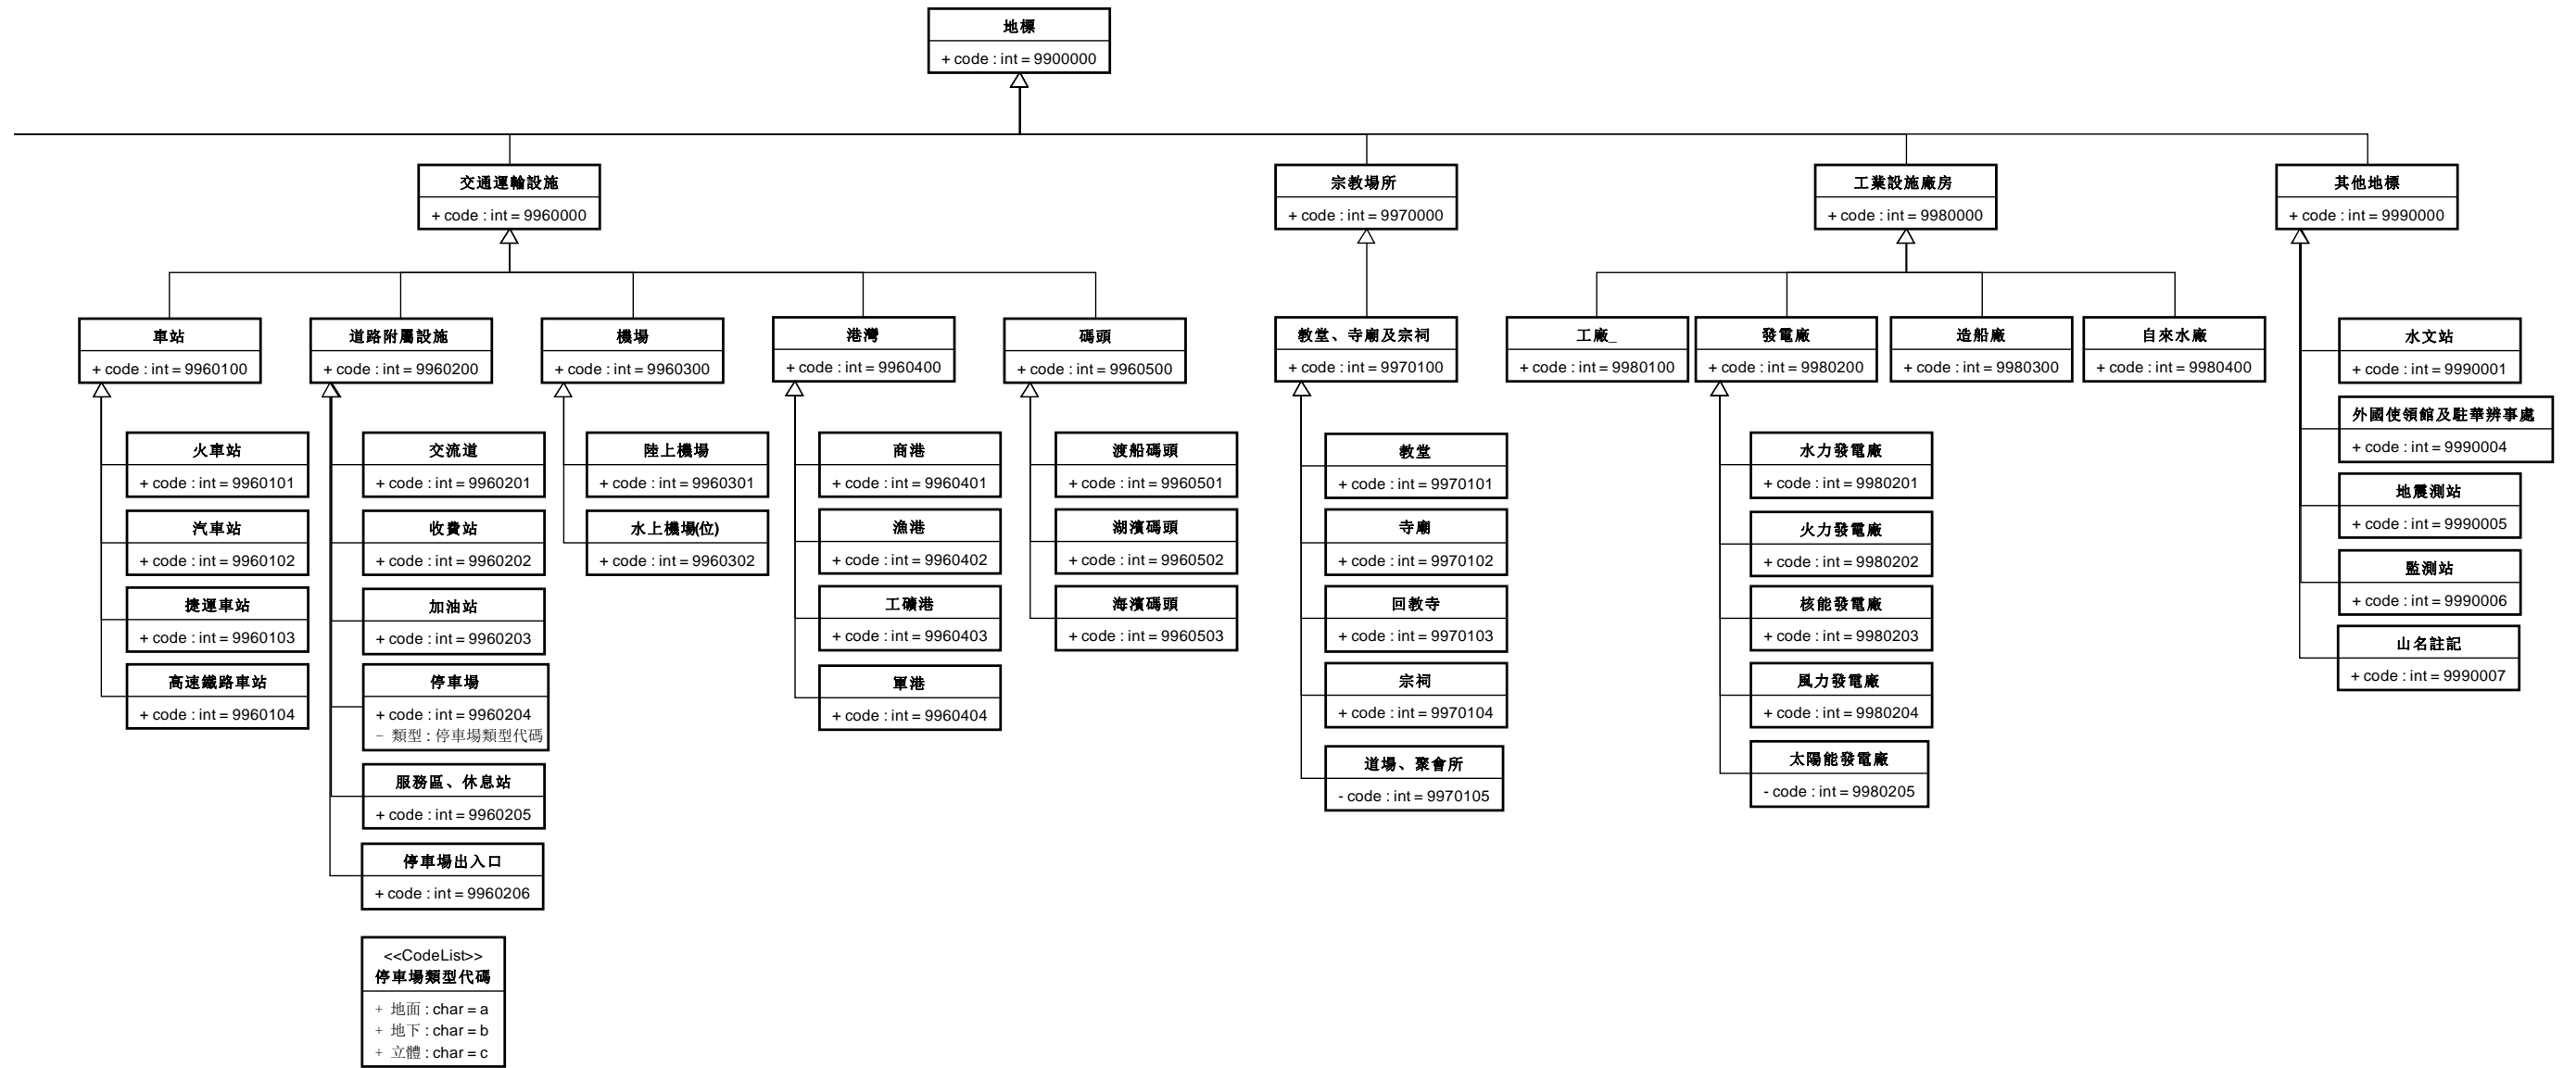 地標
+ code : int = 9900000
交通運輸設施
+ code : int = 9960000
宗教場所
+ code : int = 9970000
工業設施廠房
+ code : int = 9980000
其他地標
+ code : int = 9990000
車站
+ code : int = 9960100
道路附屬設施
+ code : int = 9960200
機場
+ code : int = 9960300
港灣
+ code : int = 9960400
碼頭
+ code : int = 9960500
教堂、寺廟及宗祠
+ code : int = 9970100
工廠_
+ code : int = 9980100
發電廠
+ code : int = 9980200
造船廠
+ code : int = 9980300
自來水廠
+ code : int = 9980400
火車站
+ code : int = 9960101
汽車站
+ code : int = 9960102
捷運車站
+ code : int = 9960103
高速鐵路車站
+ code : int = 9960104
交流道
+ code : int = 9960201
收費站
+ code : int = 9960202
加油站
+ code : int = 9960203
停車場
+ code : int = 9960204
- 類型 : 停車場類型代碼
服務區、休息站
+ code : int = 9960205
停車場出入口
+ code : int = 9960206
<<CodeList>>
停車場類型代碼
+ 地面 : char = a
+ 地下 : char = b
+ 立體 : char = c
陸上機場
+ code : int = 9960301
水上機場(位)
+ code : int = 9960302
商港
+ code : int = 9960401
漁港
+ code : int = 9960402
工礦港
+ code : int = 9960403
軍港
+ code : int = 9960404
渡船碼頭
+ code : int = 9960501
湖濱碼頭
+ code : int = 9960502
海濱碼頭
+ code : int = 9960503
教堂
+ code : int = 9970101
寺廟
+ code : int = 9970102
回教寺
+ code : int = 9970103
宗祠
+ code : int = 9970104
道場、聚會所
- code : int = 9970105
水力發電廠
+ code : int = 9980201
火力發電廠
+ code : int = 9980202
核能發電廠
+ code : int = 9980203
風力發電廠
+ code : int = 9980204
太陽能發電廠
- code : int = 9980205
水文站
+ code : int = 9990001
外國使領館及駐華辨事處
+ code : int = 9990004
地震測站
+ code : int = 9990005
監測站
+ code : int = 9990006
山名註記
+ code : int = 9990007